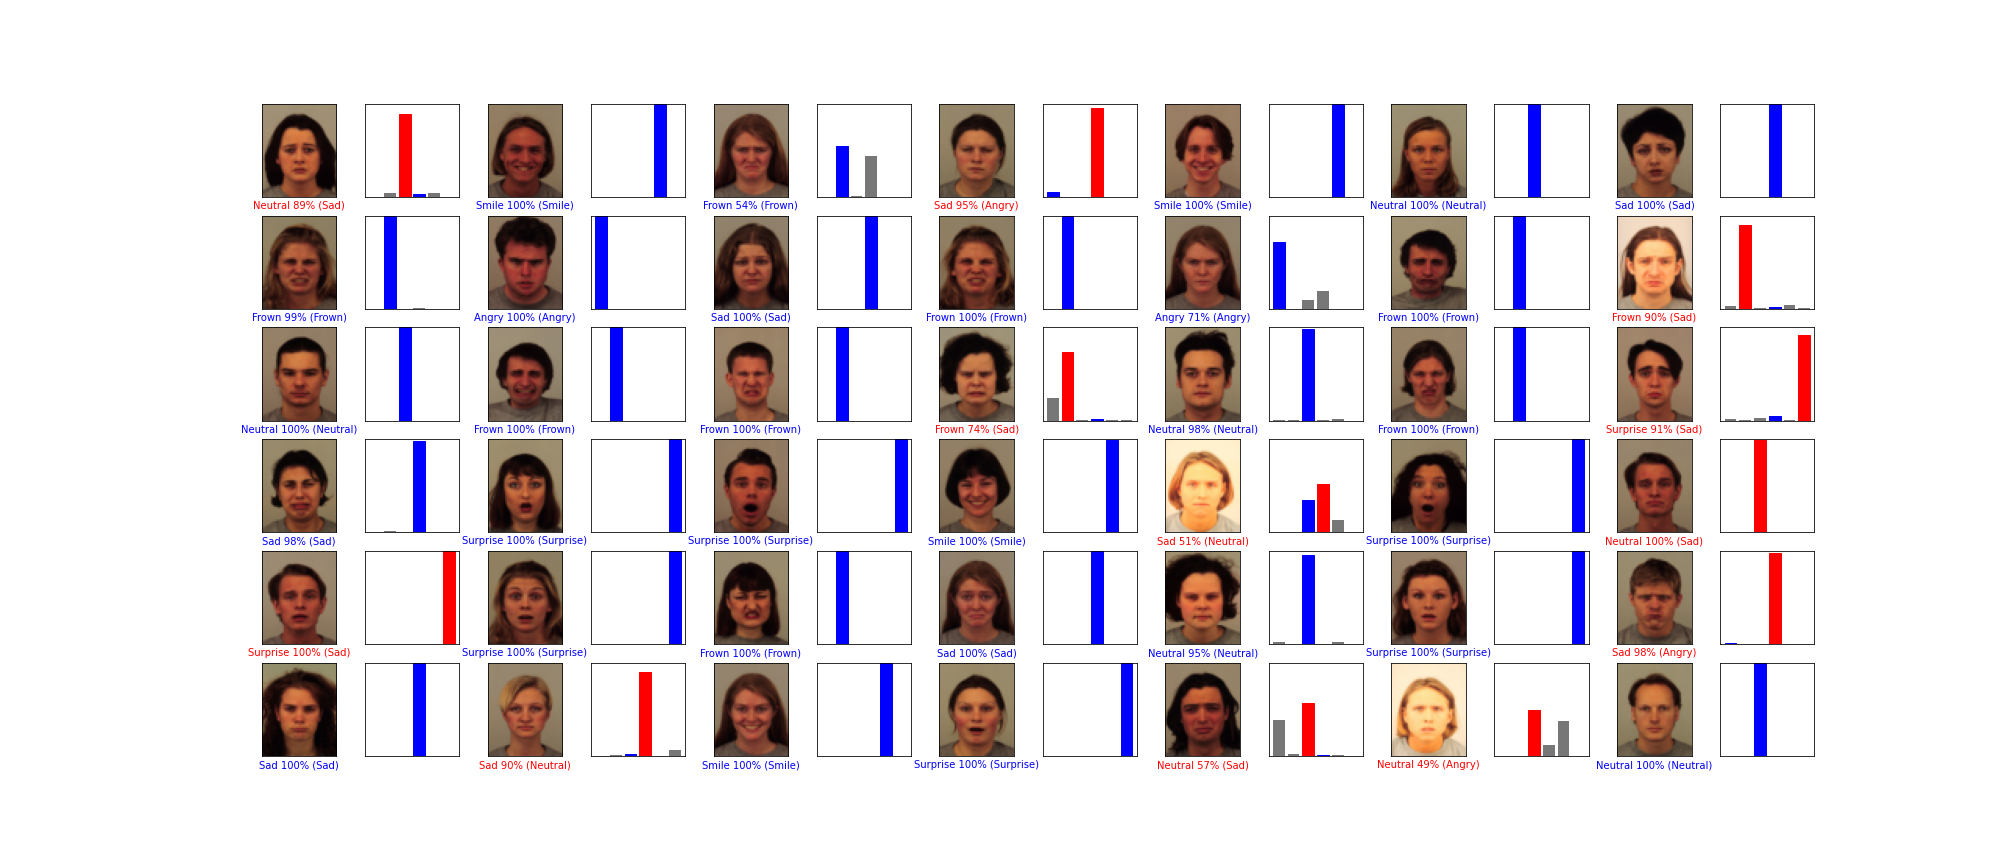 Neutral 89% (Sad)
Smile 100% (Smile)
Frown 54% (Frown)
Sad 95% (Angry)
Smile 100% (Smile)
Neutral 100% (Neutral)
Sad 100% (Sad)
Frown 99% (Frown)
Angry 100% (Angry)
Sad 100% (Sad)
Frown 100% (Frown)
Angry 71% (Angry)
Frown 100% (Frown)
Frown 90% (Sad)
Neutral 100% (Neutral)
Frown 100% (Frown)
Frown 100% (Frown)
Frown 74% (Sad)
Neutral 98% (Neutral)
Frown 100% (Frown)
Surprise 91% (Sad)
Sad 98% (Sad)
Surprise 100% (Surprise)
Surprise 100% (Surprise)
Smile 100% (Smile)
Sad 51% (Neutral)
Surprise 100% (Surprise)
Neutral 100% (Sad)
Surprise 100% (Sad)
Surprise 100% (Surprise)
Frown 100% (Frown)
Sad 100% (Sad)
Neutral 95% (Neutral)
Surprise 100% (Surprise)
Sad 98% (Angry)
Sad 100% (Sad)
Sad 90% (Neutral)
Smile 100% (Smile)
Surprise 100% (Surprise)
Neutral 57% (Sad)
Neutral 49% (Angry)
Neutral 100% (Neutral)